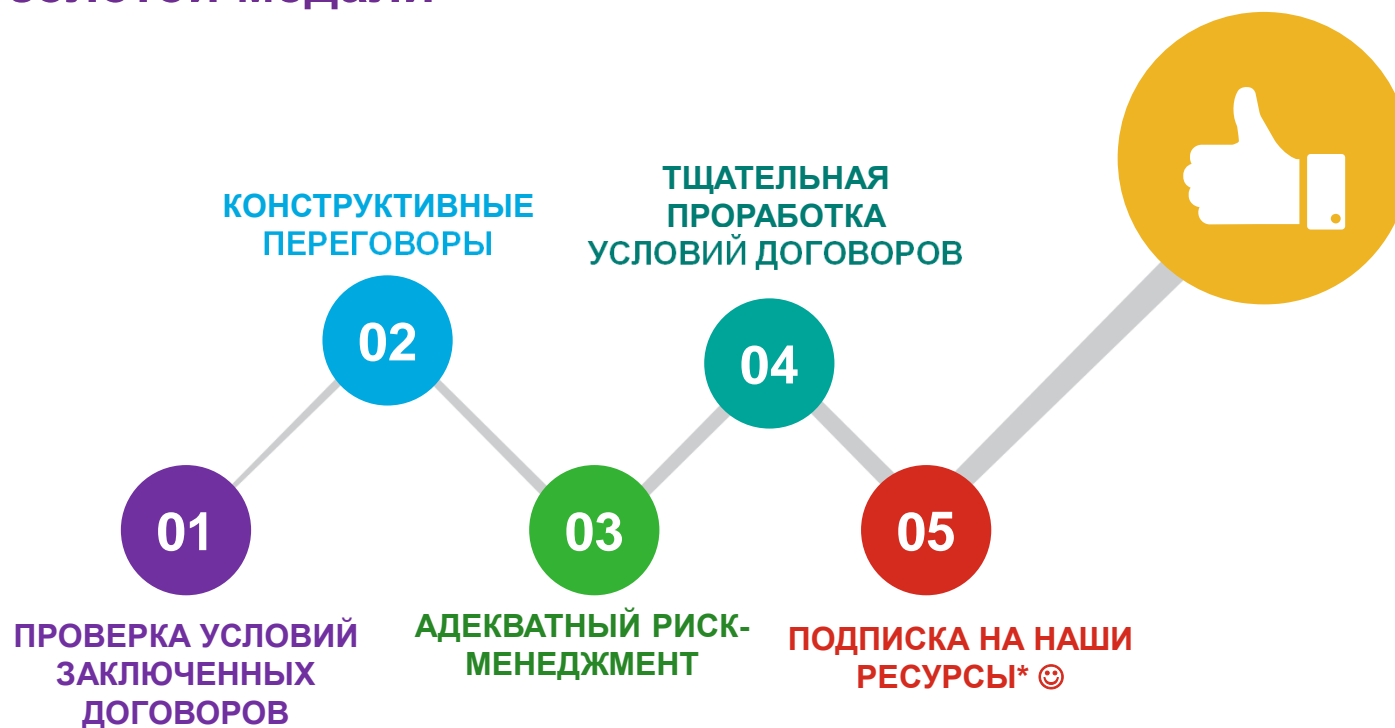 01
ПРОВЕРКА УСЛОВИЙ
ЗАКЛЮЧЕННЫХ
ДОГОВОРОВ
КОНСТРУКТИВНЫЕ
ПЕРЕГОВОРЫ
02
03
АДЕКВАТНЫЙ РИСК-
МЕНЕДЖМЕНТ
ТЩАТЕЛЬНАЯ
ПРОРАБОТКА
УСЛОВИЙ ДОГОВОРОВ
04
05
ПОДПИСКА НА НАШИ
РЕСУРСЫ* ☺